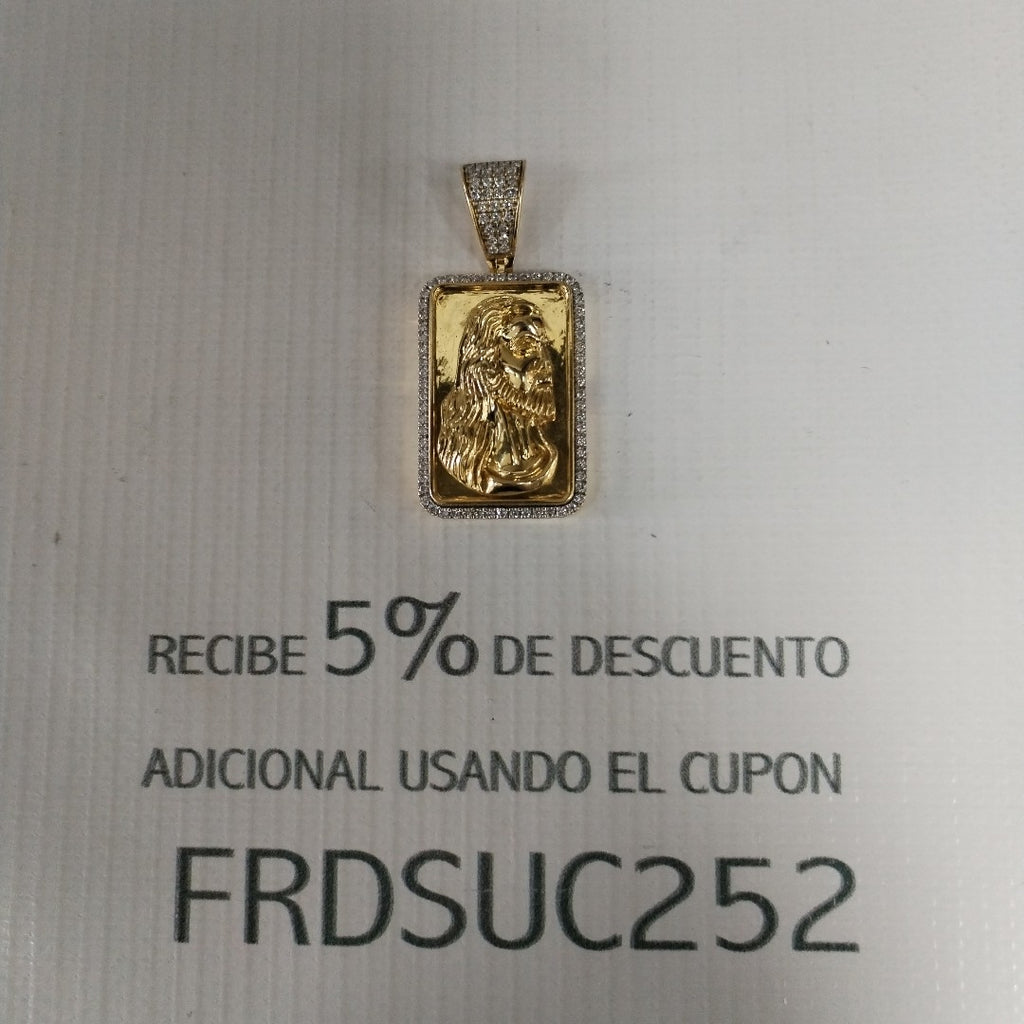 RECIBE 5% DE DESCUENTO
ADICIONAL USANDO EL CUPON
FRDSUC252